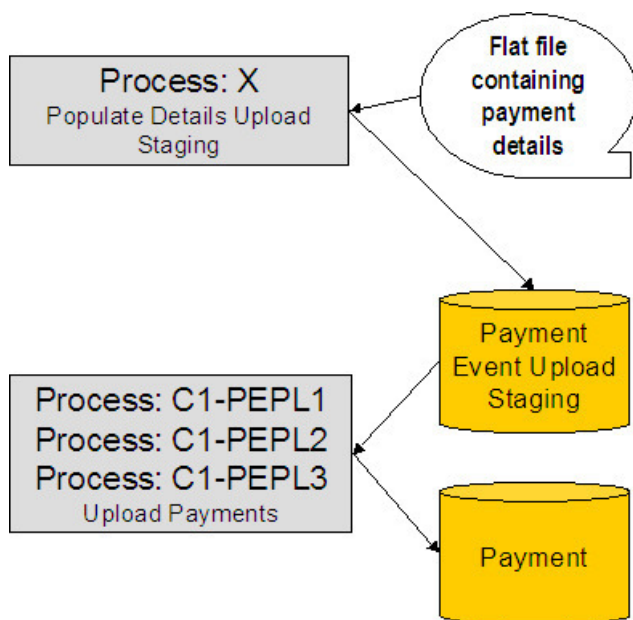 Process: X
Populate Details Upload
Staging
Flat file
containing
payment
details
Payment
Event Upload
Staging
Process: C1-PEPL1
Process: C1-PEPL2
Process: C1-PEPL3
Upload Payments
Payment